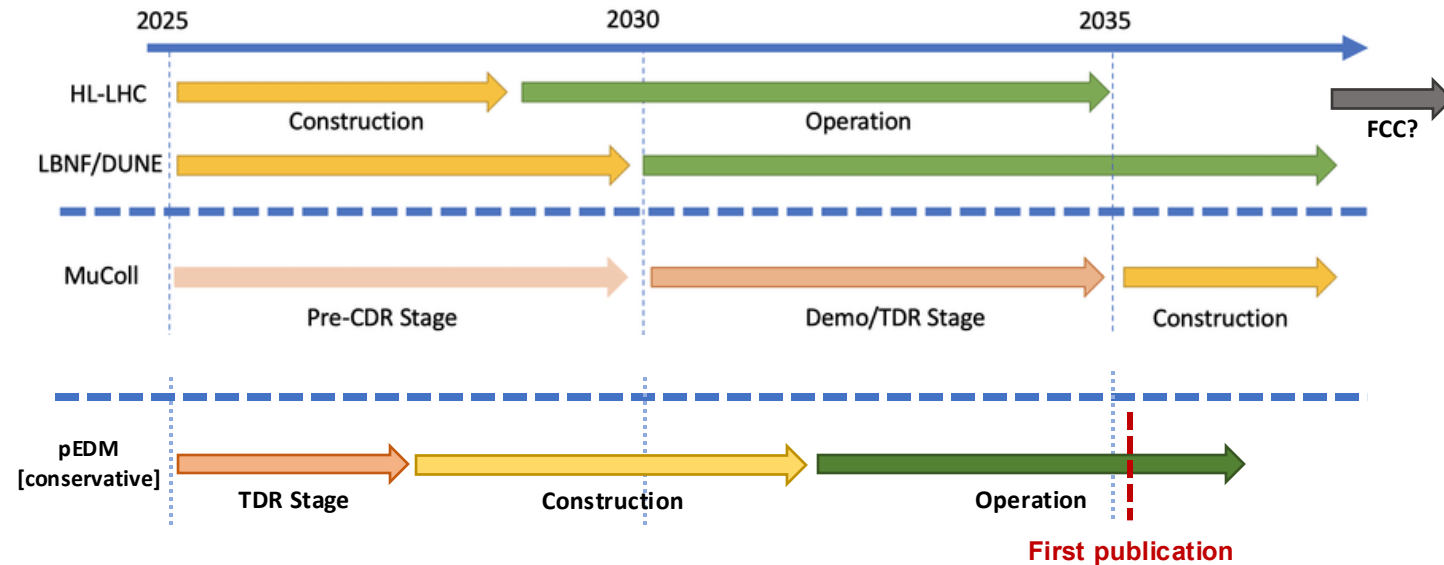 2025
2030
2035
HL-LHC
Construction
Operation
FCC?
LBNF/DUNE
MuColl
Pre-CDR Stage
Demo/TDR Stage
Construction
pEDM
[conservative]
TDR Stage
Construction
Operation
First publication